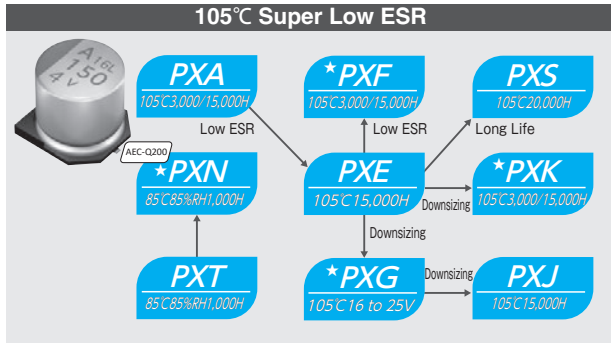 105℃ Super Low ESR
A 16L
150
4 V
AEC-Q200
PXA
105℃3,000/15,000H
★PXF
105℃3,000/15,000H
PXS
105℃20,000H
Low ESR
Low ESR
Long Life
★PXN
85℃85%RH1,000H
PXE
105℃15,000H
★PXK
105℃3,000/15,000H
Downsizing
Downsizing
PXT
85℃85%RH1,000H
★PXG
105℃16 to 25V
Downsizing
PXJ
105℃15,000H